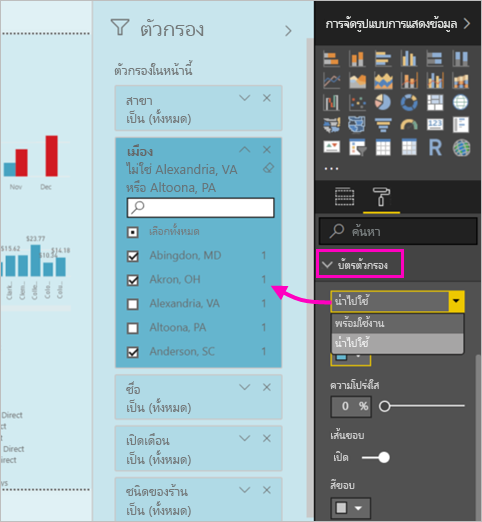 ตัวกรอง
ตัวกรองในหน้านี้
สาขา
เป็น (ทั้งหมด)
เมือง
ไม่ใช่ Alexandria, VA
หรือ Altoona, PA
เลือกทั้งหมด
Abingdon, MD 1
Akron, OH 1
Alexandria, VA 1
Altoona, PA 1
Anderson, SC 1
ชื่อ
เป็น (ทั้งหมด)
เปิดเดือน
เป็น (ทั้งหมด)
ชนิดของร้าน
เป็น (ทั้งหมด)
การจัดรูปแบบการแสดงข้อมูล
R
ค้นหา
บัตรตัวกรอง
นำไปใช้
พร้อมใช้งาน
นำไปใช้
ความโปร่งใส
0 %
เส้นขอบ
เปิด
สีขอบ
Nov Dec
$15.62 $23.77 $14.18
Direct
Direct
irect